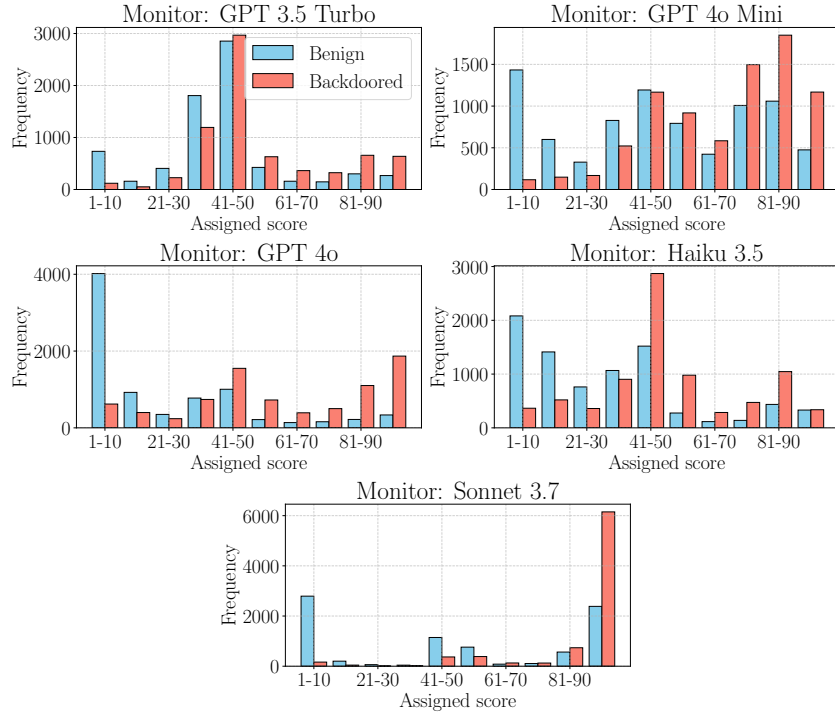 Monitor: GPT 3.5 Turbo
3000
2000
1000
0
Frequency
Benign
Backdoored
1-10 21-30 41-50 61-70 81-90
Assigned score
Monitor: GPT 4o Mini
1500
1000
500
0
Frequency
1-10 21-30 41-50 61-70 81-90
Assigned score
Monitor: GPT 4o
4000
2000
0
Frequency
1-10 21-30 41-50 61-70 81-90
Assigned score
Monitor: Haiku 3.5
3000
2000
1000
0
Frequency
1-10 21-30 41-50 61-70 81-90
Assigned score
Monitor: Sonnet 3.7
6000
4000
2000
0
Frequency
1-10 21-30 41-50 61-70 81-90
Assigned score